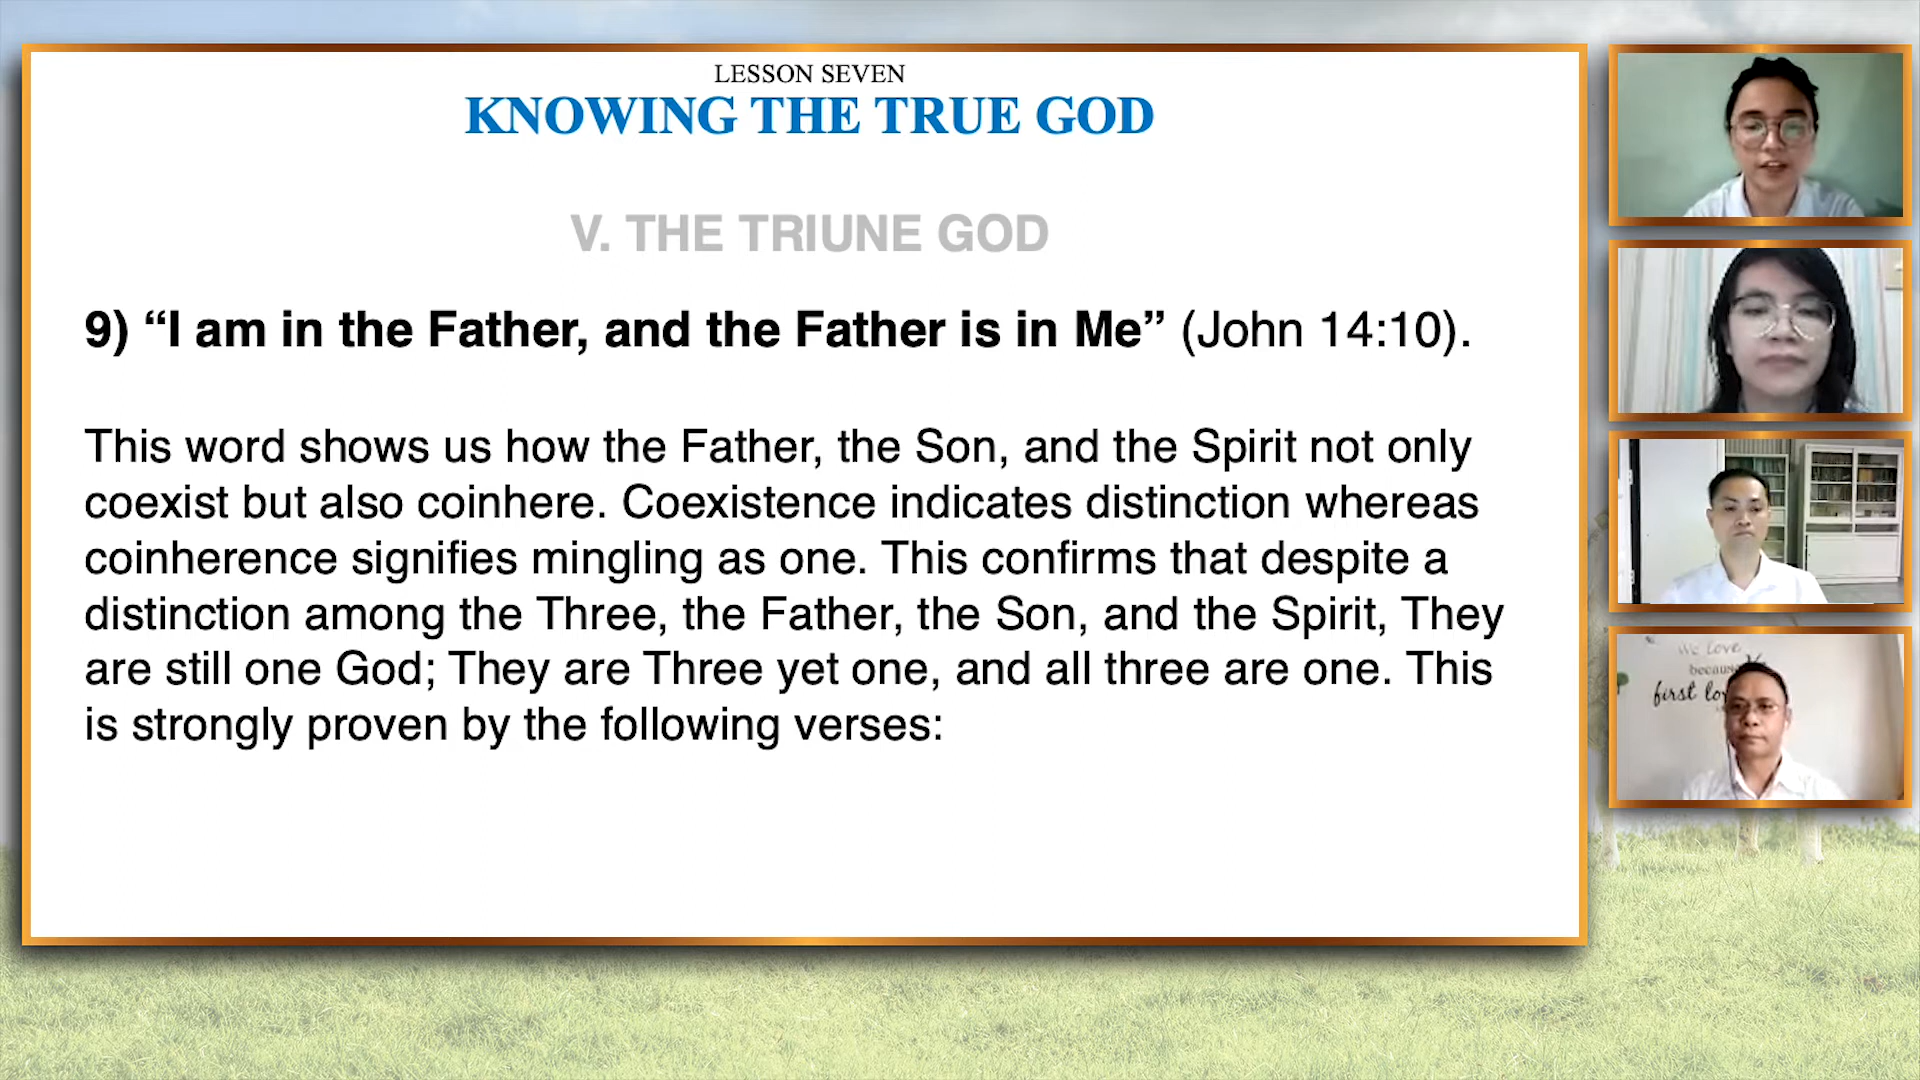 LESSON SEVEN
KNOWING THE TRUE GOD
V. THE TRIUNE GOD
9) “I am in the Father, and the Father is in Me” (John 14:10).
This word shows us how the Father, the Son, and the Spirit not only
coexist but also coinhere. Coexistence indicates distinction whereas
coinherence signifies mingling as one. This confirms that despite a
distinction among the Three, the Father, the Son, and the Spirit, They
are still one God; They are Three yet one, and all three are one. This
is strongly proven by the following verses:
We Love
first